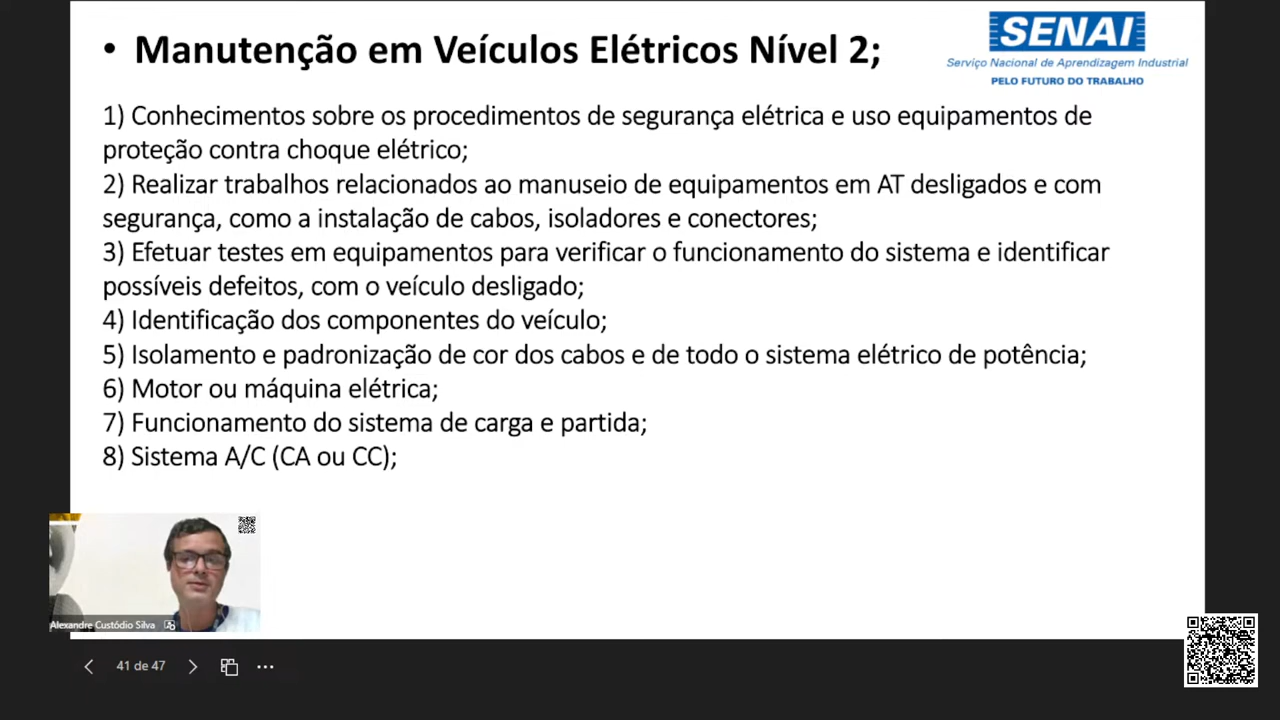 • Manutenção em Veículos Elétricos Nível 2;
SENAI
Serviço Nacional de Aprendizagem Industrial
PELO FUTURO DO TRABALHO
1) Conhecimentos sobre os procedimentos de segurança elétrica e uso equipamentos de
proteção contra choque elétrico;
2) Realizar trabalhos relacionados ao manuseio de equipamentos em AT desligados e com
segurança, como a instalação de cabos, isoladores e conectores;
3) Efetuar testes em equipamentos para verificar o funcionamento do sistema e identificar
possíveis defeitos, com o veículo desligado;
4) Identificação dos componentes do veículo;
5) Isolamento e padronização de cor dos cabos e de todo o sistema elétrico de potência;
6) Motor ou máquina elétrica;
7) Funcionamento do sistema de carga e partida;
8) Sistema A/C (CA ou CC);
Alexandre Custódio Silva
41 de 47